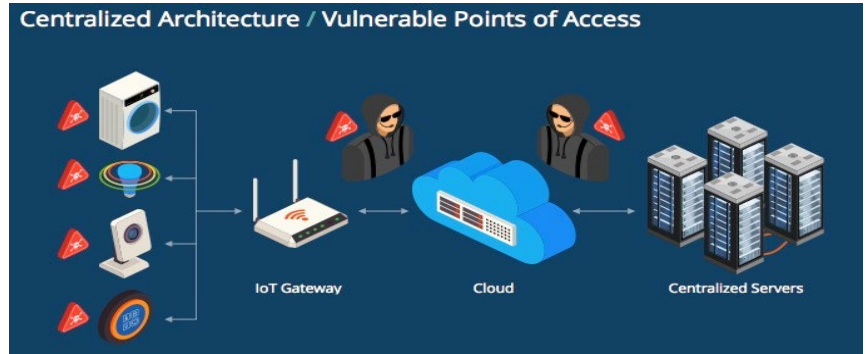 Centralized Architecture / Vulnerable Points of Access
IoT Gateway
Cloud
Centralized Servers